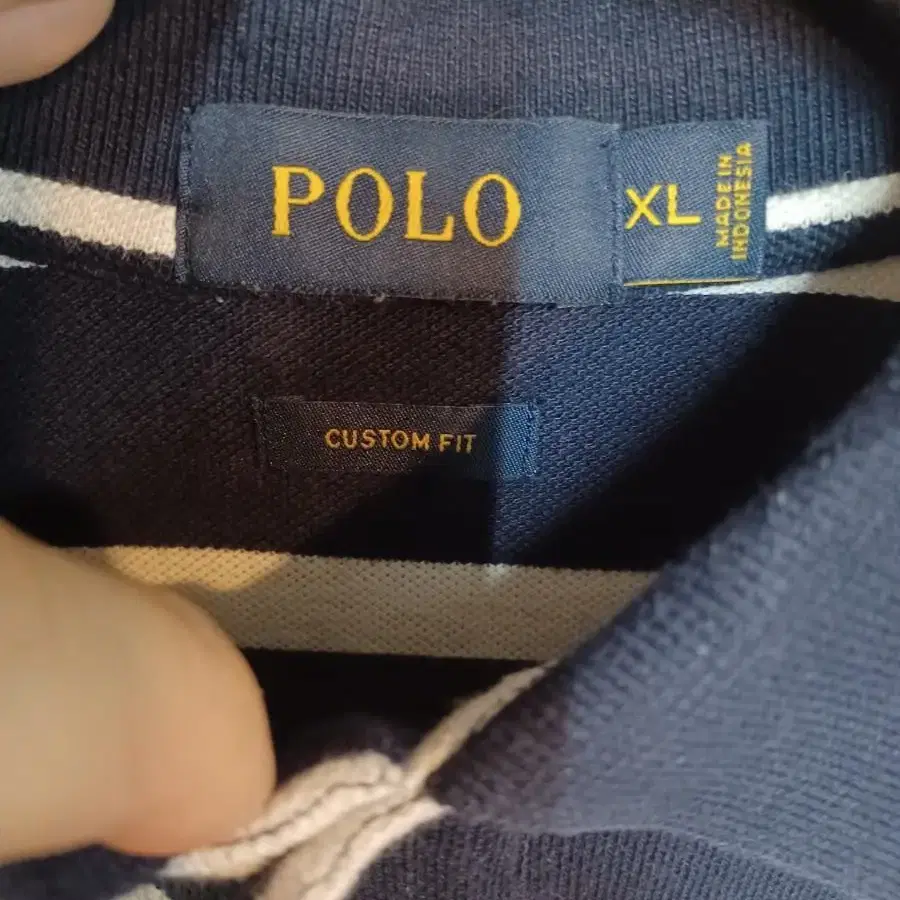 POLO
XL
MADE IN
INDONESIA
CUSTOM FIT